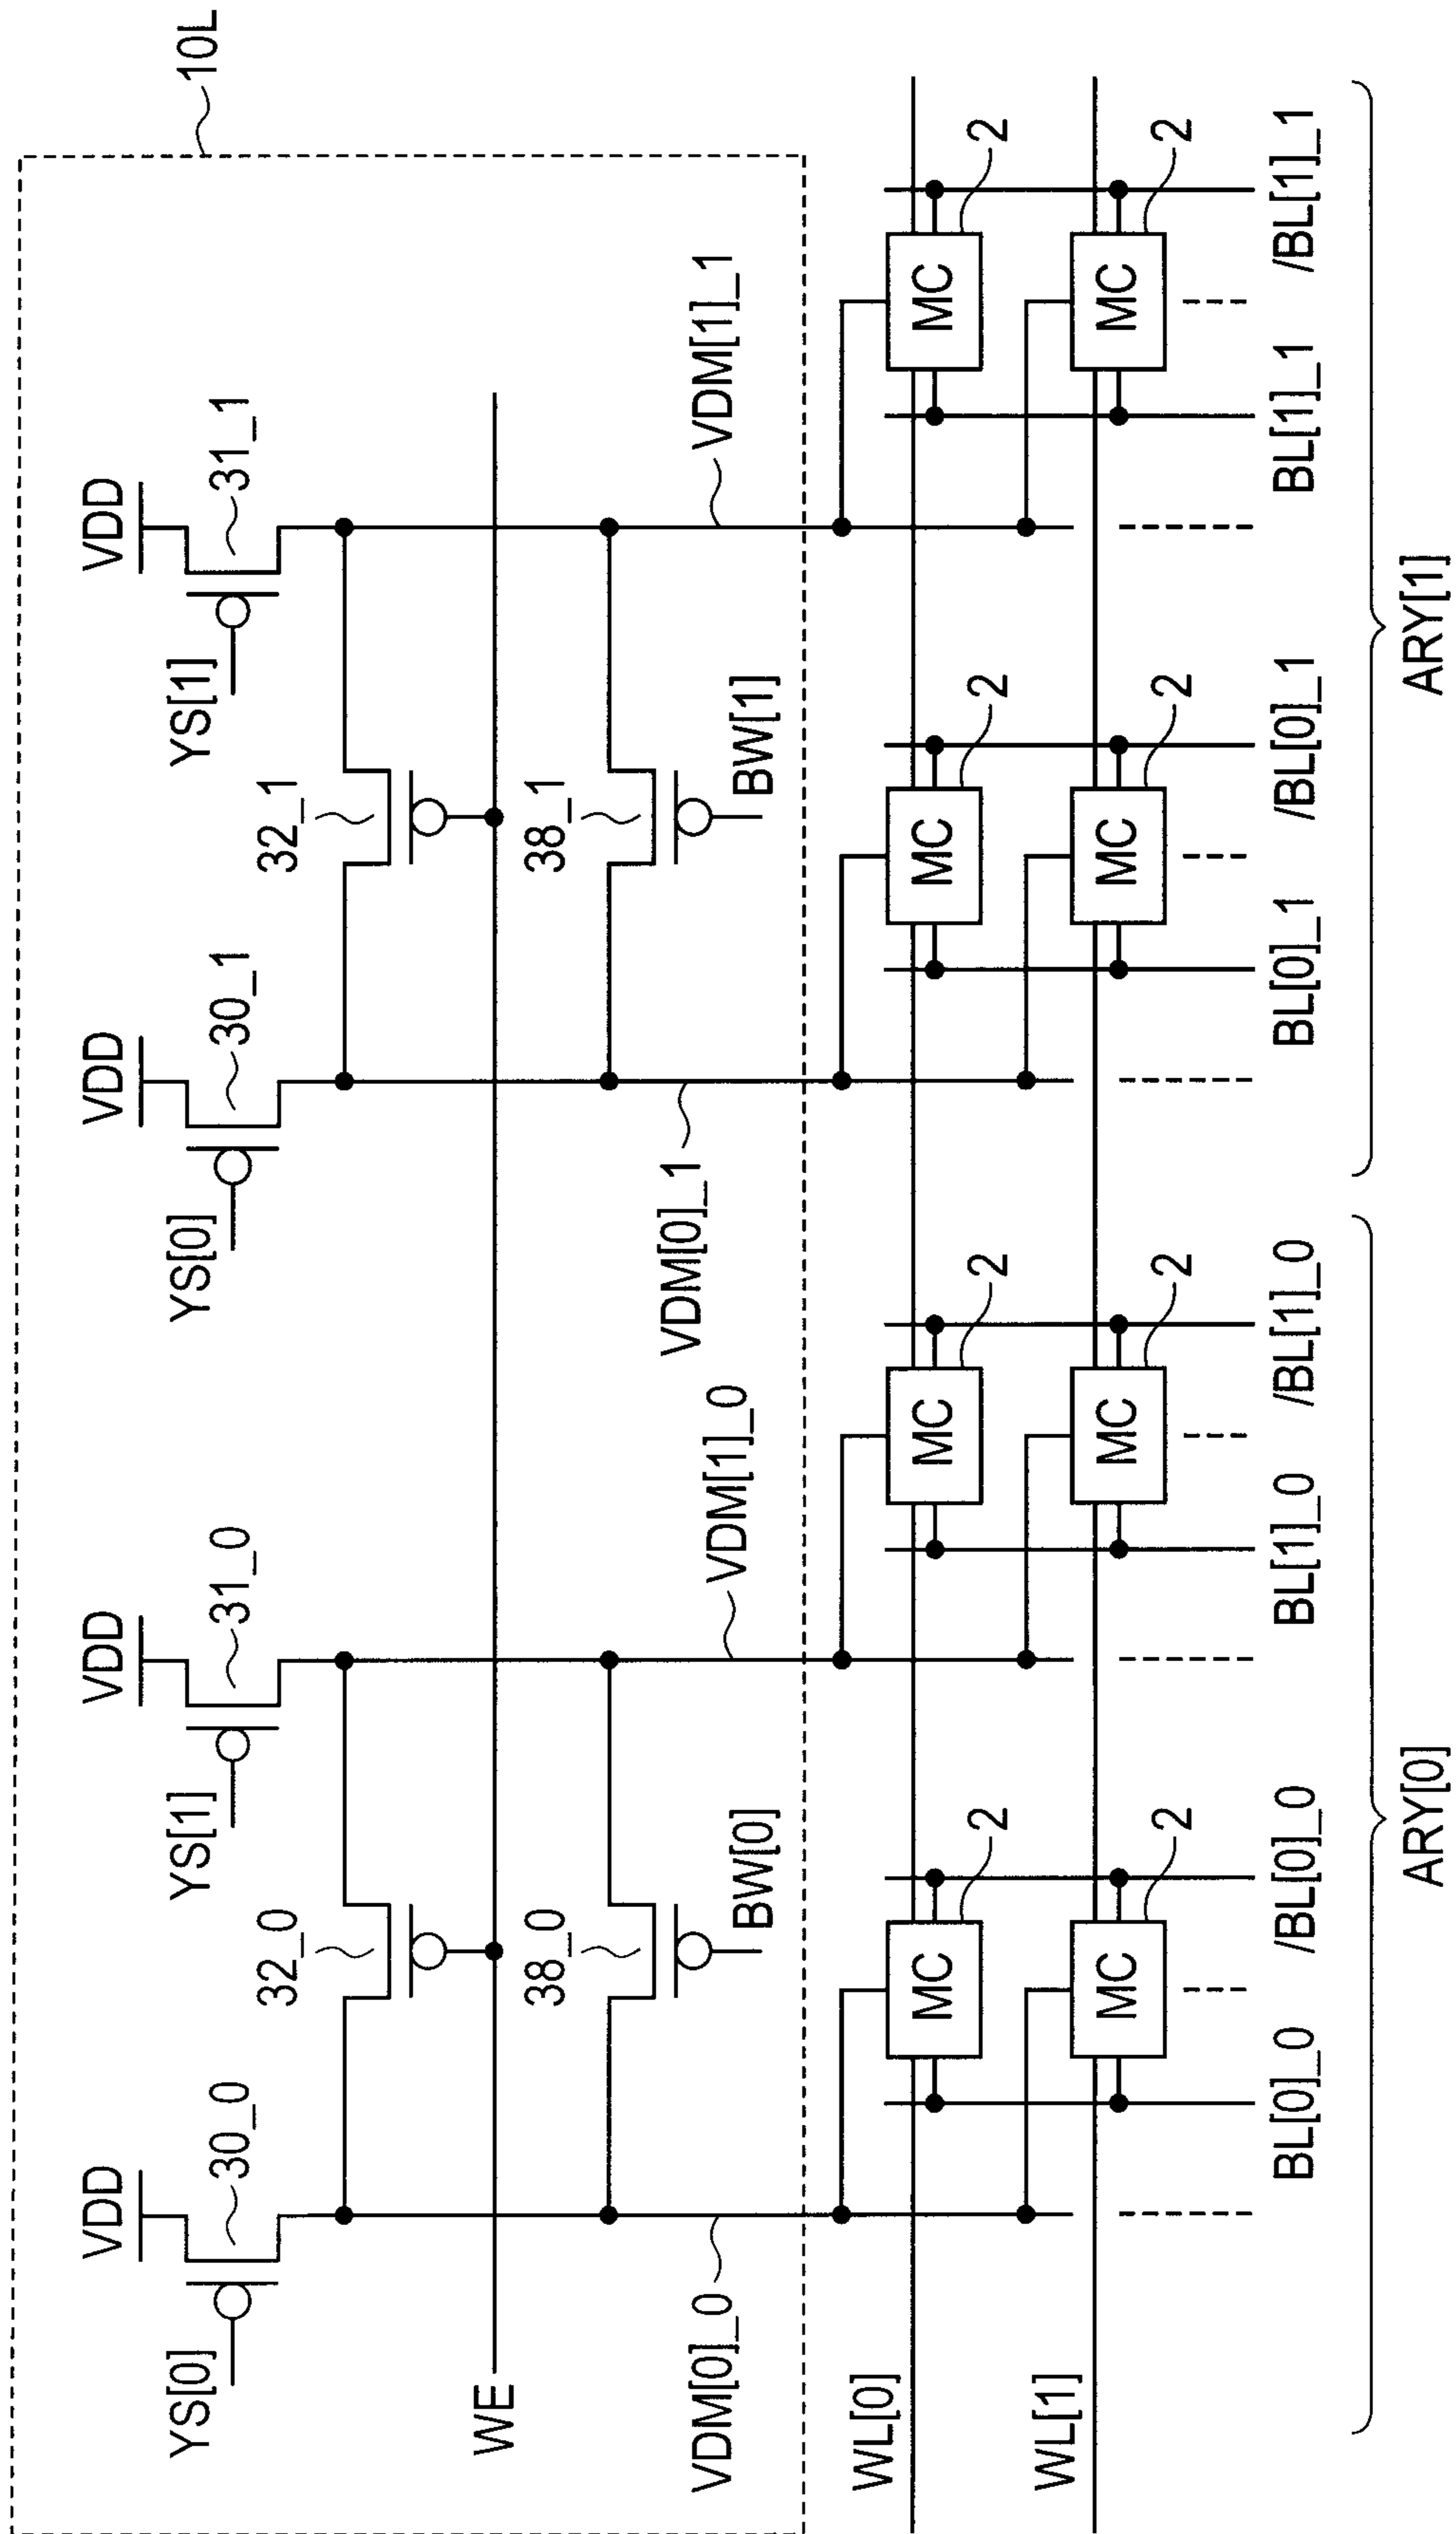 10L
VDD VDD VDD VDD
YS[0] 30_0 YS[1] 31_0 YS[0] 30_1 YS[1] 31_1
32_0 32_1
WE
38_0 38_1
BW[0] BW[1]
VDM[0]_0 VDM[1]_0 VDM[0]_1 VDM[1]_1
WL[0] MC 2 MC 2 MC 2 MC 2
WL[1] MC 2 MC 2 MC 2 MC 2
BL[0]_0 /BL[0]_0 BL[1]_0 /BL[1]_0 BL[0]_1 /BL[0]_1 BL[1]_1 /BL[1]_1
ARY[0] ARY[1]